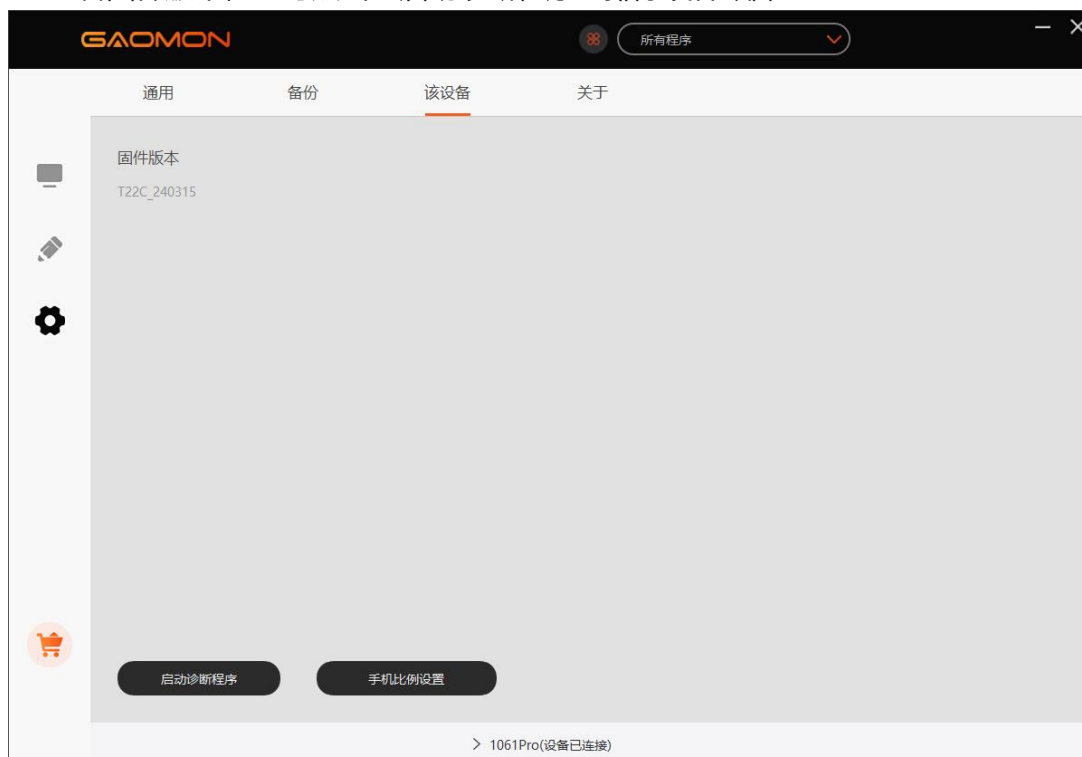 GAOMON
所有程序
通用 备份 该设备 关于
固件版本
T22C_240315
启动诊断程序 手机比例设置
1061Pro(设备已连接)